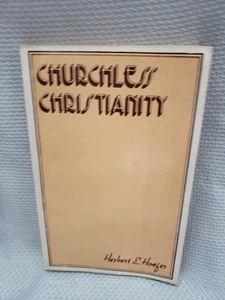 CHURCHLESS
CHRISTIANITY
Herbert E. Hoefer